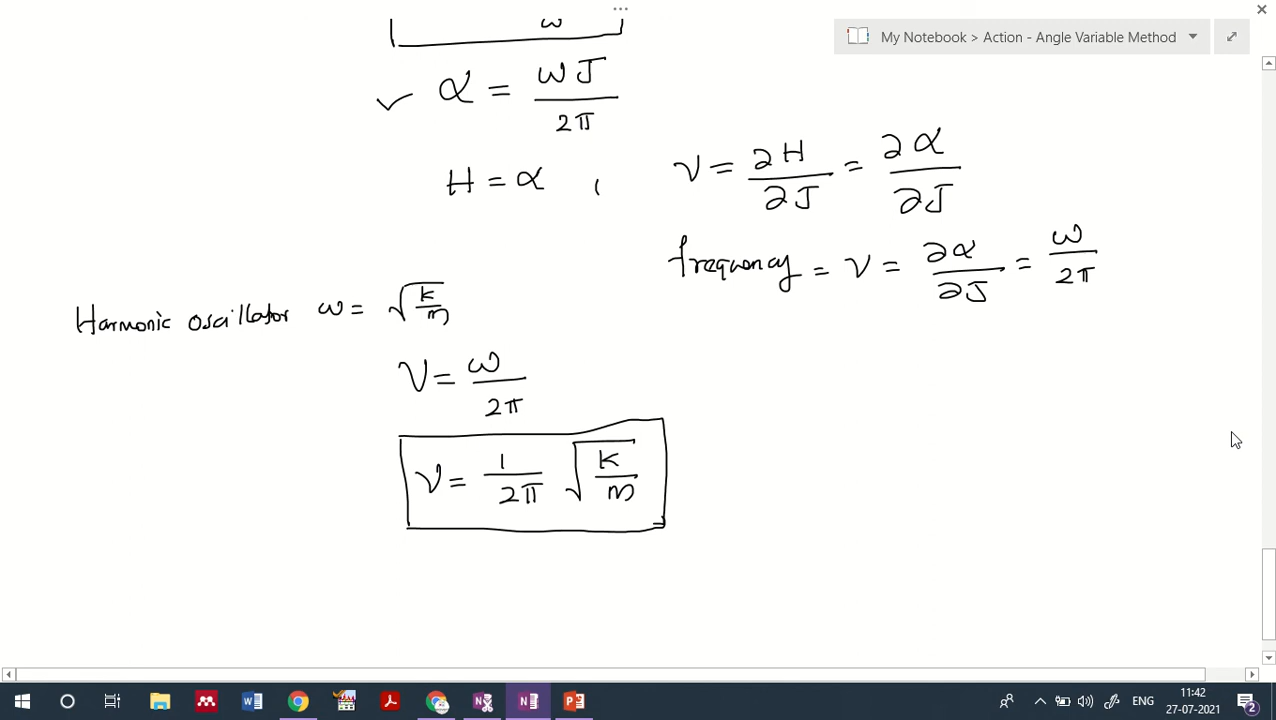 My Notebook > Action - Angle Variable Method
ω
✓ α = ωJ / 2π
H = α ,
ν = ∂H / ∂J = ∂α / ∂J
frequency = ν = ∂α / ∂J = ω / 2π
Harmonic oscillator ω = √(k/m)
ν = ω / 2π
ν = 1 / 2π √(k/m)
ENG
11:42
27-07-2021
2